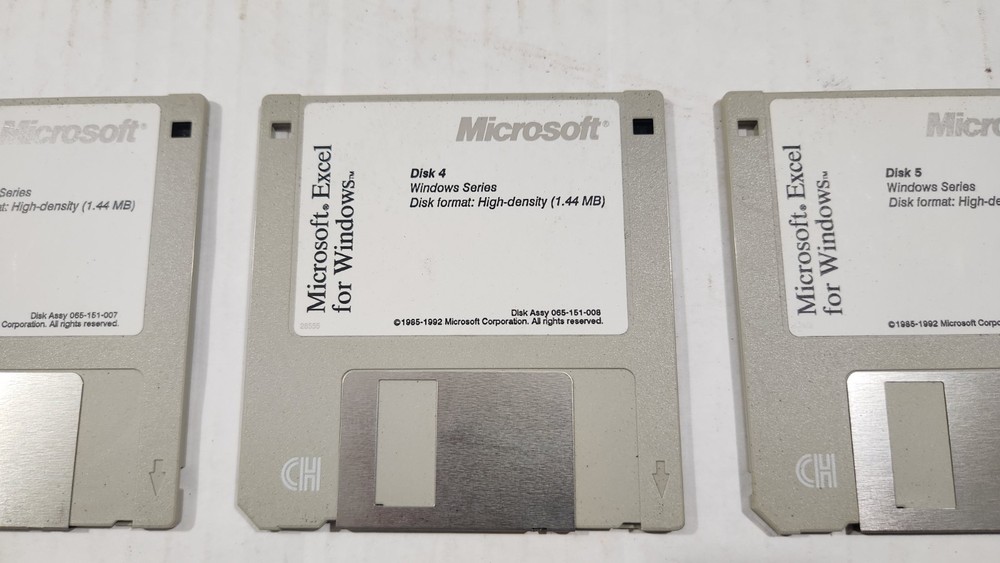 Microsoft®
Series
t: High-density (1.44 MB)
Disk Assy 065-151-007
Corporation. All rights reserved.
Microsoft® Excel
for Windows™
Microsoft®
Disk 4
Windows Series
Disk format: High-density (1.44 MB)
Disk Assy 065-151-008
©1985-1992 Microsoft Corporation. All rights reserved.
CH
Microsoft® Excel
for Windows™
Micro
Disk 5
Windows Series
Disk format: High-de
©1985-1992 Microsoft Corpo
CH